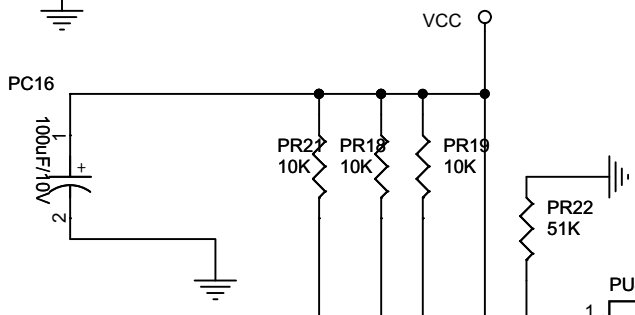 VCC
PC16
1
100uF/10V
+
2
PR21
10K
PR18
10K
PR19
10K
PR22
51K
PU
1